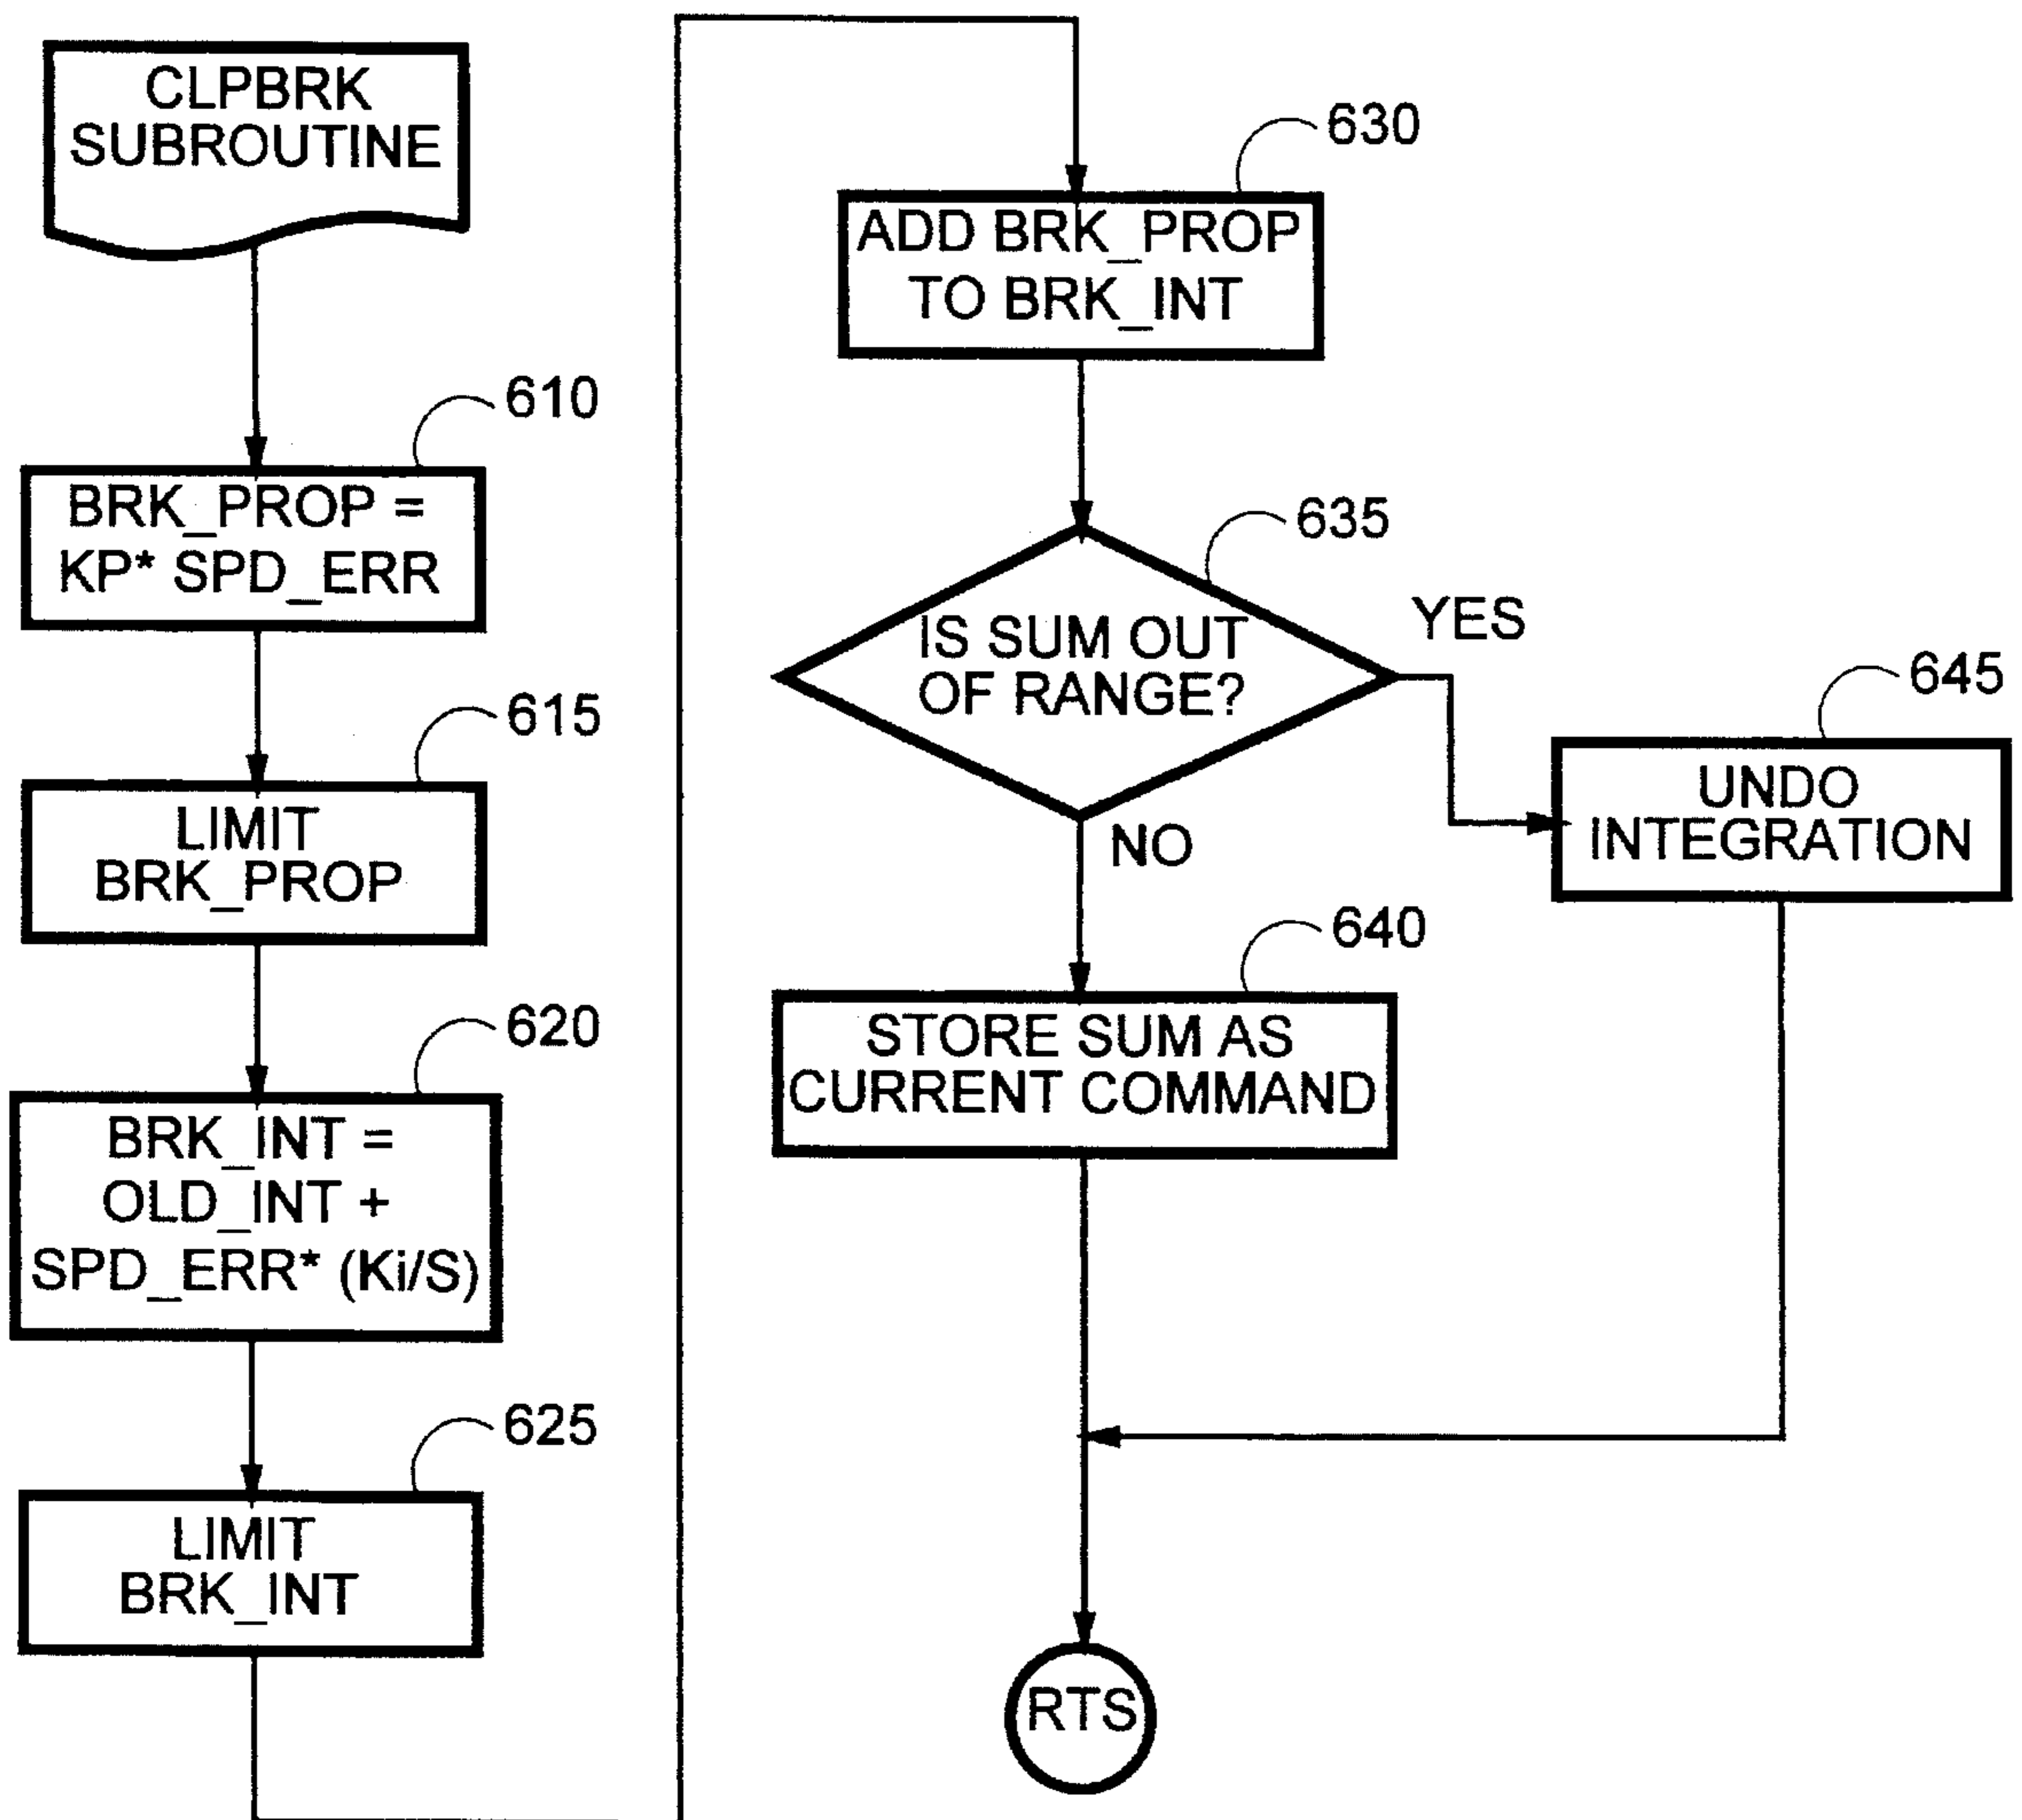 CLPBRK
SUBROUTINE
610
BRK_PROP =
KP* SPD_ERR
615
LIMIT
BRK_PROP
620
BRK_INT =
OLD_INT +
SPD_ERR* (Ki/S)
625
LIMIT
BRK_INT
630
ADD BRK_PROP
TO BRK_INT
635
IS SUM OUT
OF RANGE?
YES
NO
645
UNDO
INTEGRATION
640
STORE SUM AS
CURRENT COMMAND
RTS